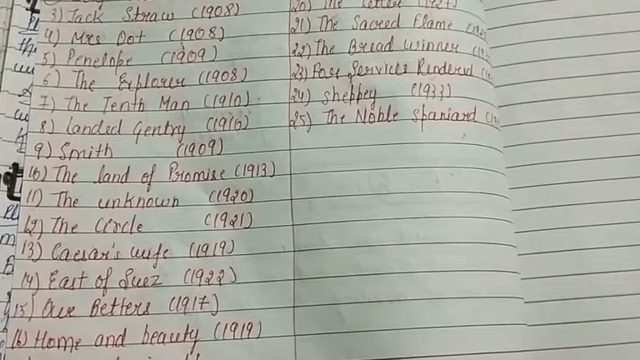 3) Jack Straw (1908)
4) Mrs Dot (1908)
5) Penelope (1909)
6) The Explorer (1908)
7) The Tenth Man (1910)
8) Landed Gentry (1910)
9) Smith (1909)
10) The land of Promise (1913)
11) The unknown (1920)
12) The Circle (1921)
13) Caesar's wife (1919)
14) East of Suez (1922)
15) Our Betters (1917)
16) Home and beauty (1919)
20) The Letter (1927)
21) The Sacred Flame
22) The Bread winner
23) For Services Rendered
24) Sheppey (1933)
25) The Noble Spaniard